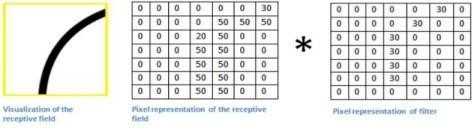 0 0 0 0 0 0 30
0 0 0 0 50 50 50
0 0 0 20 50 0 0
0 0 0 50 50 0 0
0 0 0 50 50 0 0
0 0 0 50 50 0 0
0 0 0 50 50 0 0
*
0 0 0 0 0 30 0
0 0 0 0 30 0 0
0 0 0 30 0 0 0
0 0 0 30 0 0 0
0 0 0 30 0 0 0
0 0 0 30 0 0 0
0 0 0 0 0 0 0
Visualization of the
receptive field
Pixel representation of the receptive
field
Pixel representation of filter